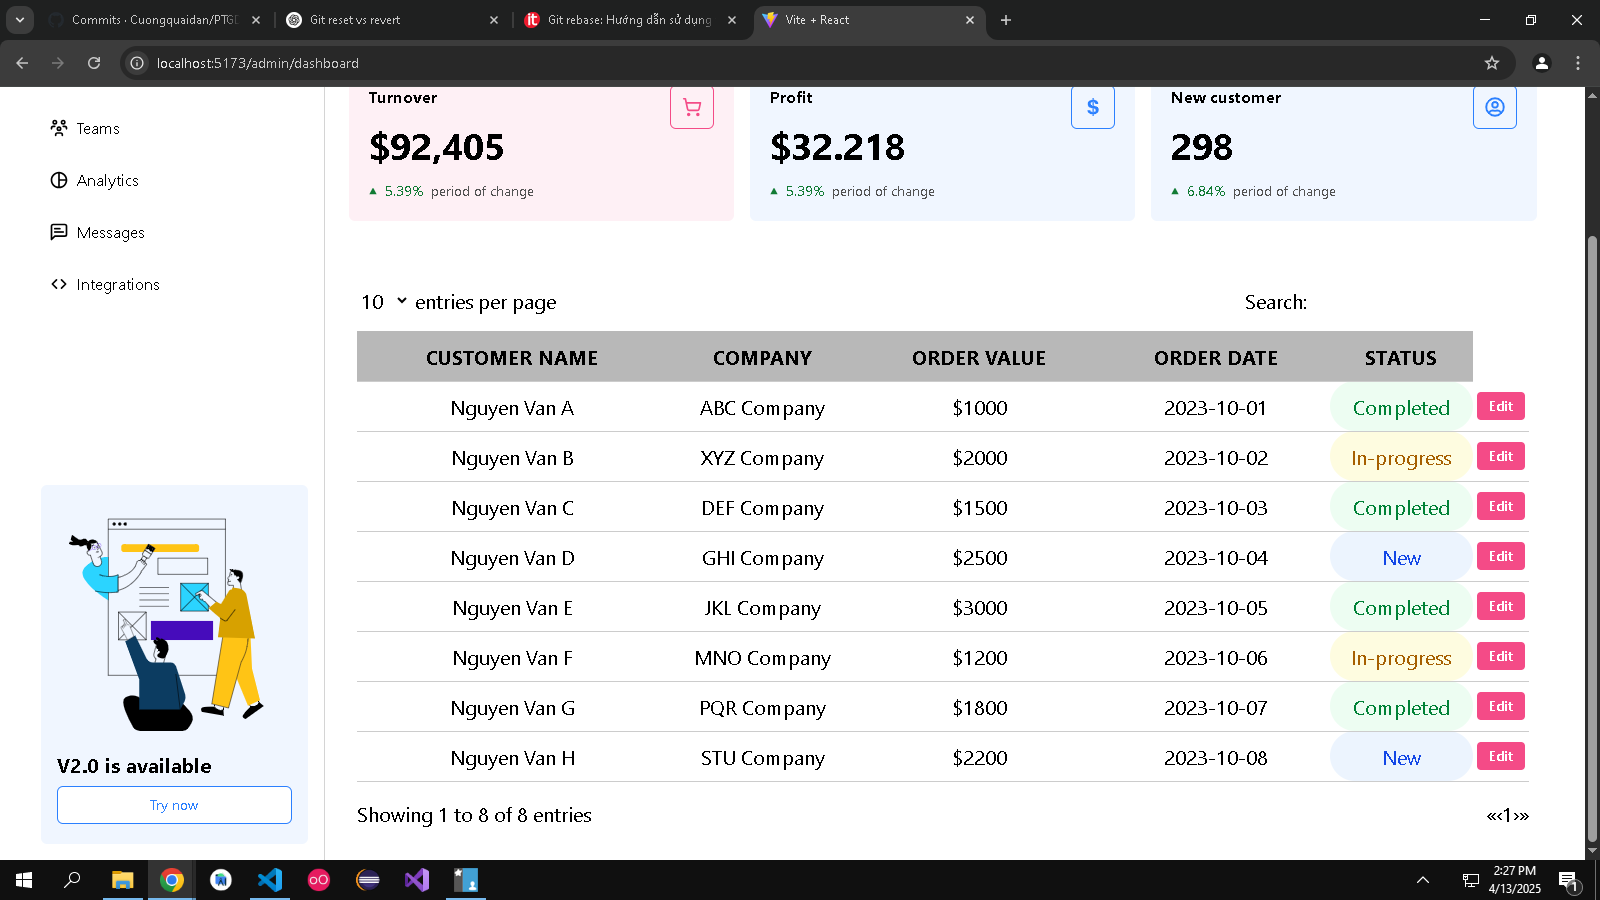 Commits · Cuongquaidan/PTGD
Git reset vs revert
Git rebase: Hướng dẫn sử dụng
Vite + React
localhost:5173/admin/dashboard
Teams
Analytics
Messages
Integrations
V2.0 is available
Try now
Turnover
$92,405
5.39% period of change
Profit
$
$32.218
5.39% period of change
New customer
298
6.84% period of change
10 entries per page
Search:
CUSTOMER NAME COMPANY ORDER VALUE ORDER DATE STATUS
Nguyen Van A ABC Company $1000 2023-10-01 Completed Edit
Nguyen Van B XYZ Company $2000 2023-10-02 In-progress Edit
Nguyen Van C DEF Company $1500 2023-10-03 Completed Edit
Nguyen Van D GHI Company $2500 2023-10-04 New Edit
Nguyen Van E JKL Company $3000 2023-10-05 Completed Edit
Nguyen Van F MNO Company $1200 2023-10-06 In-progress Edit
Nguyen Van G PQR Company $1800 2023-10-07 Completed Edit
Nguyen Van H STU Company $2200 2023-10-08 New Edit
Showing 1 to 8 of 8 entries
«‹1›»
2:27 PM
4/13/2025
1